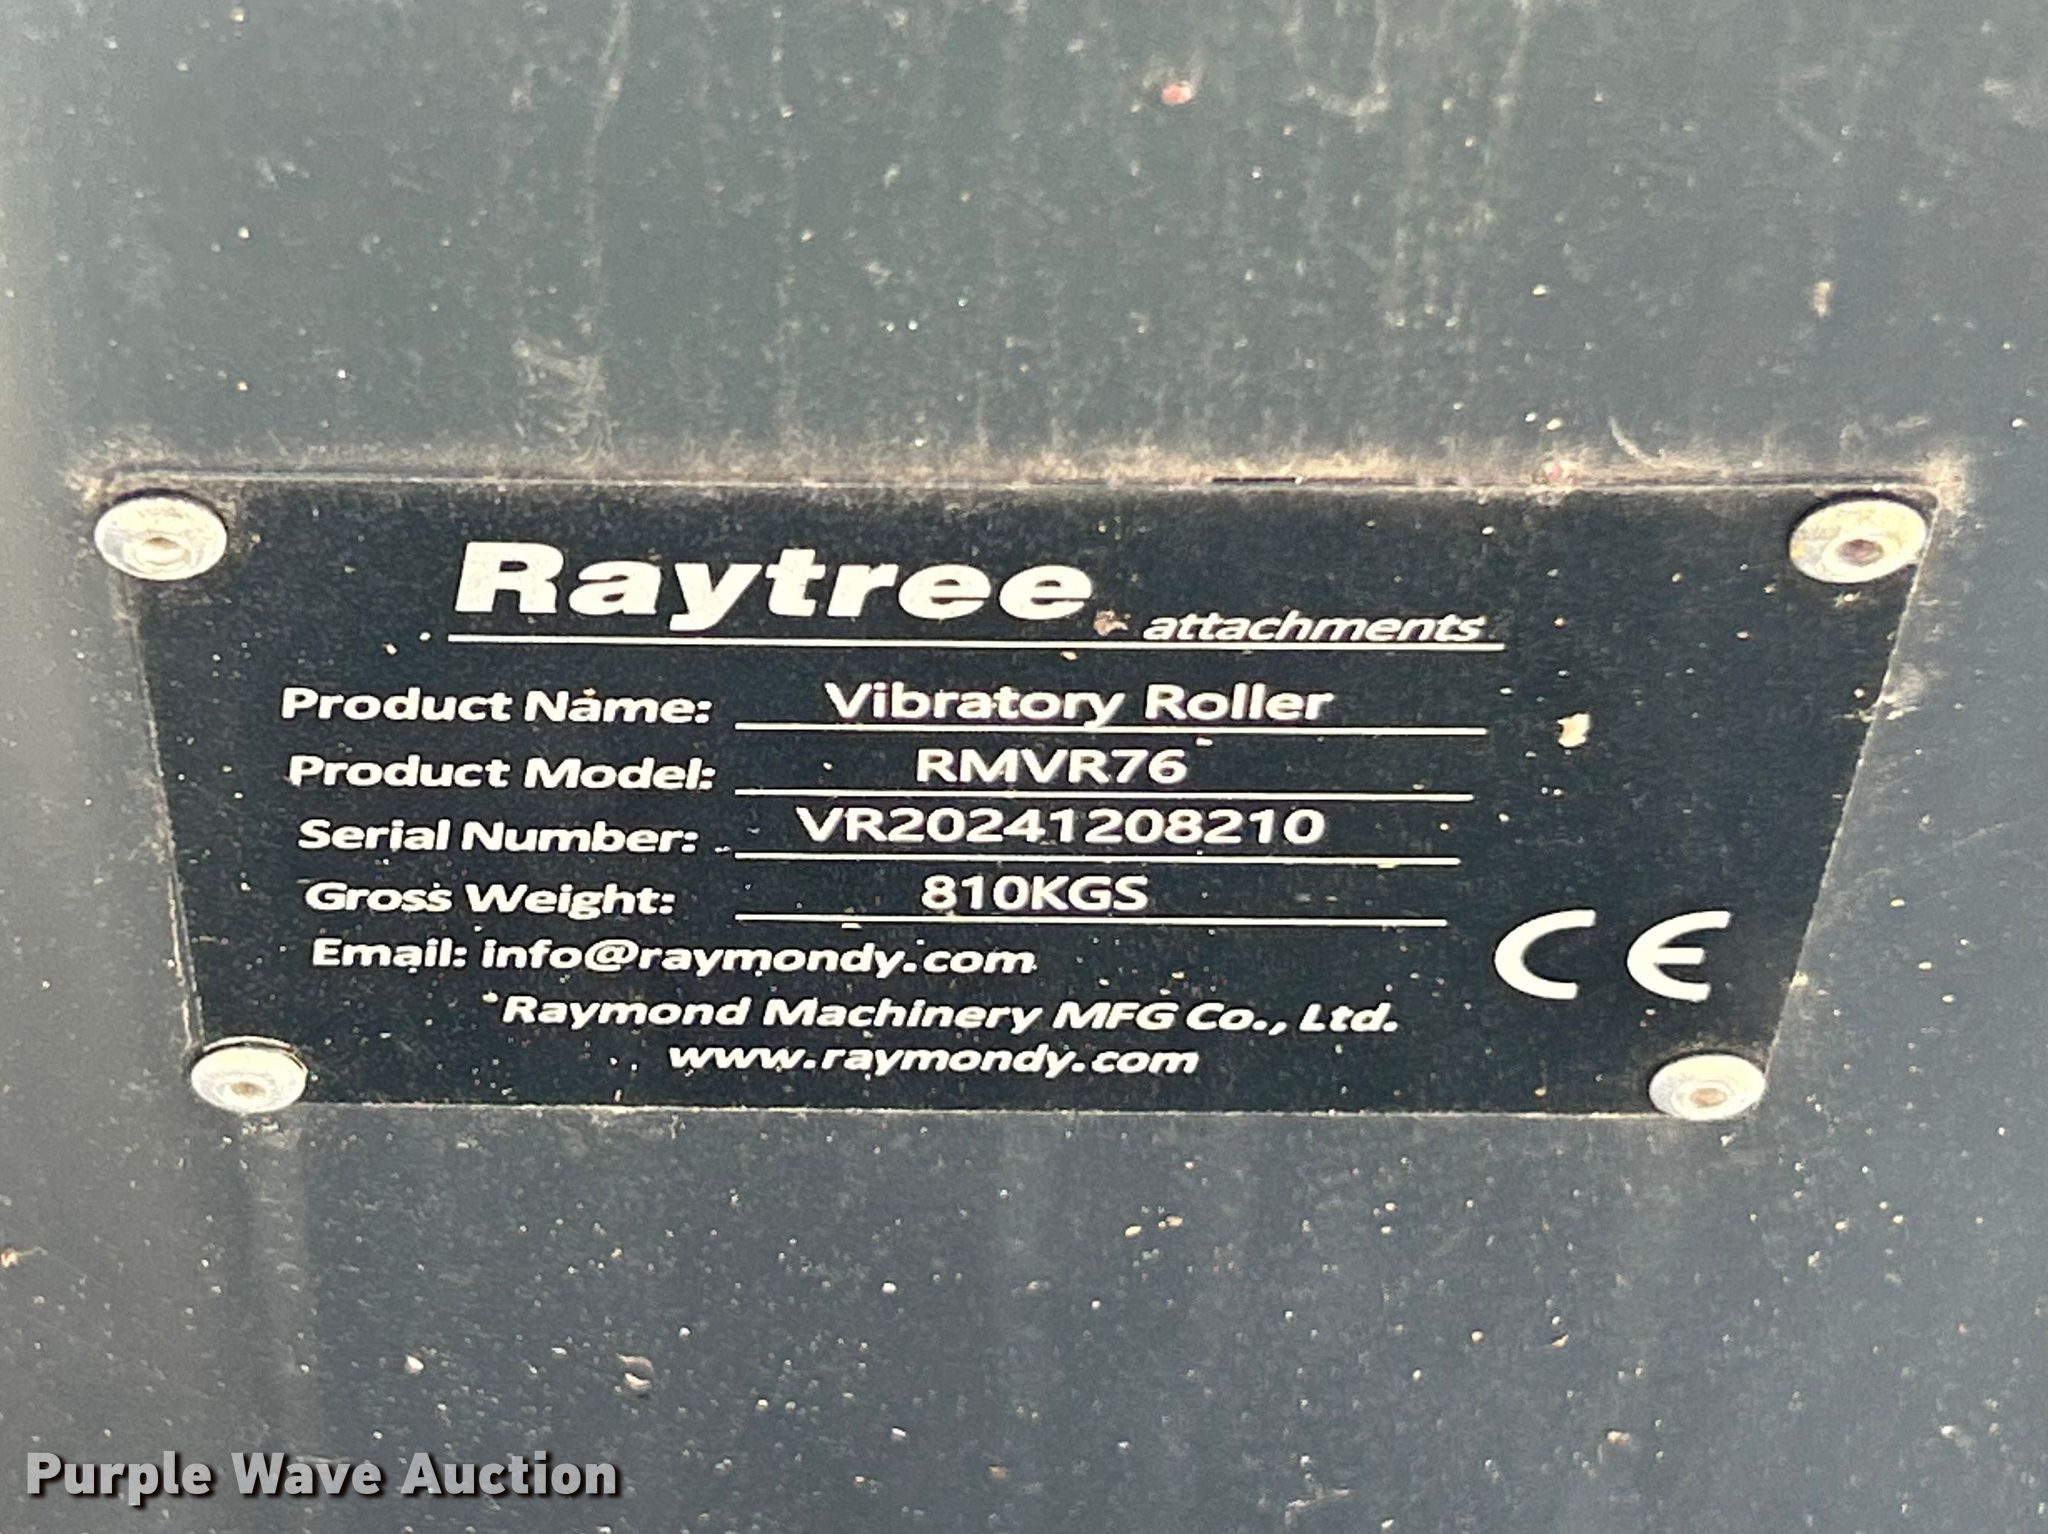 Raytree attachments
Product Name: Vibratory Roller
Product Model: RMVR76
Serial Number: VR20241208210
Gross Weight: 810KGS
Email: info@raymondy.com
Raymond Machinery MFG Co., Ltd.
www.raymondy.com
CE
Purple Wave Auction